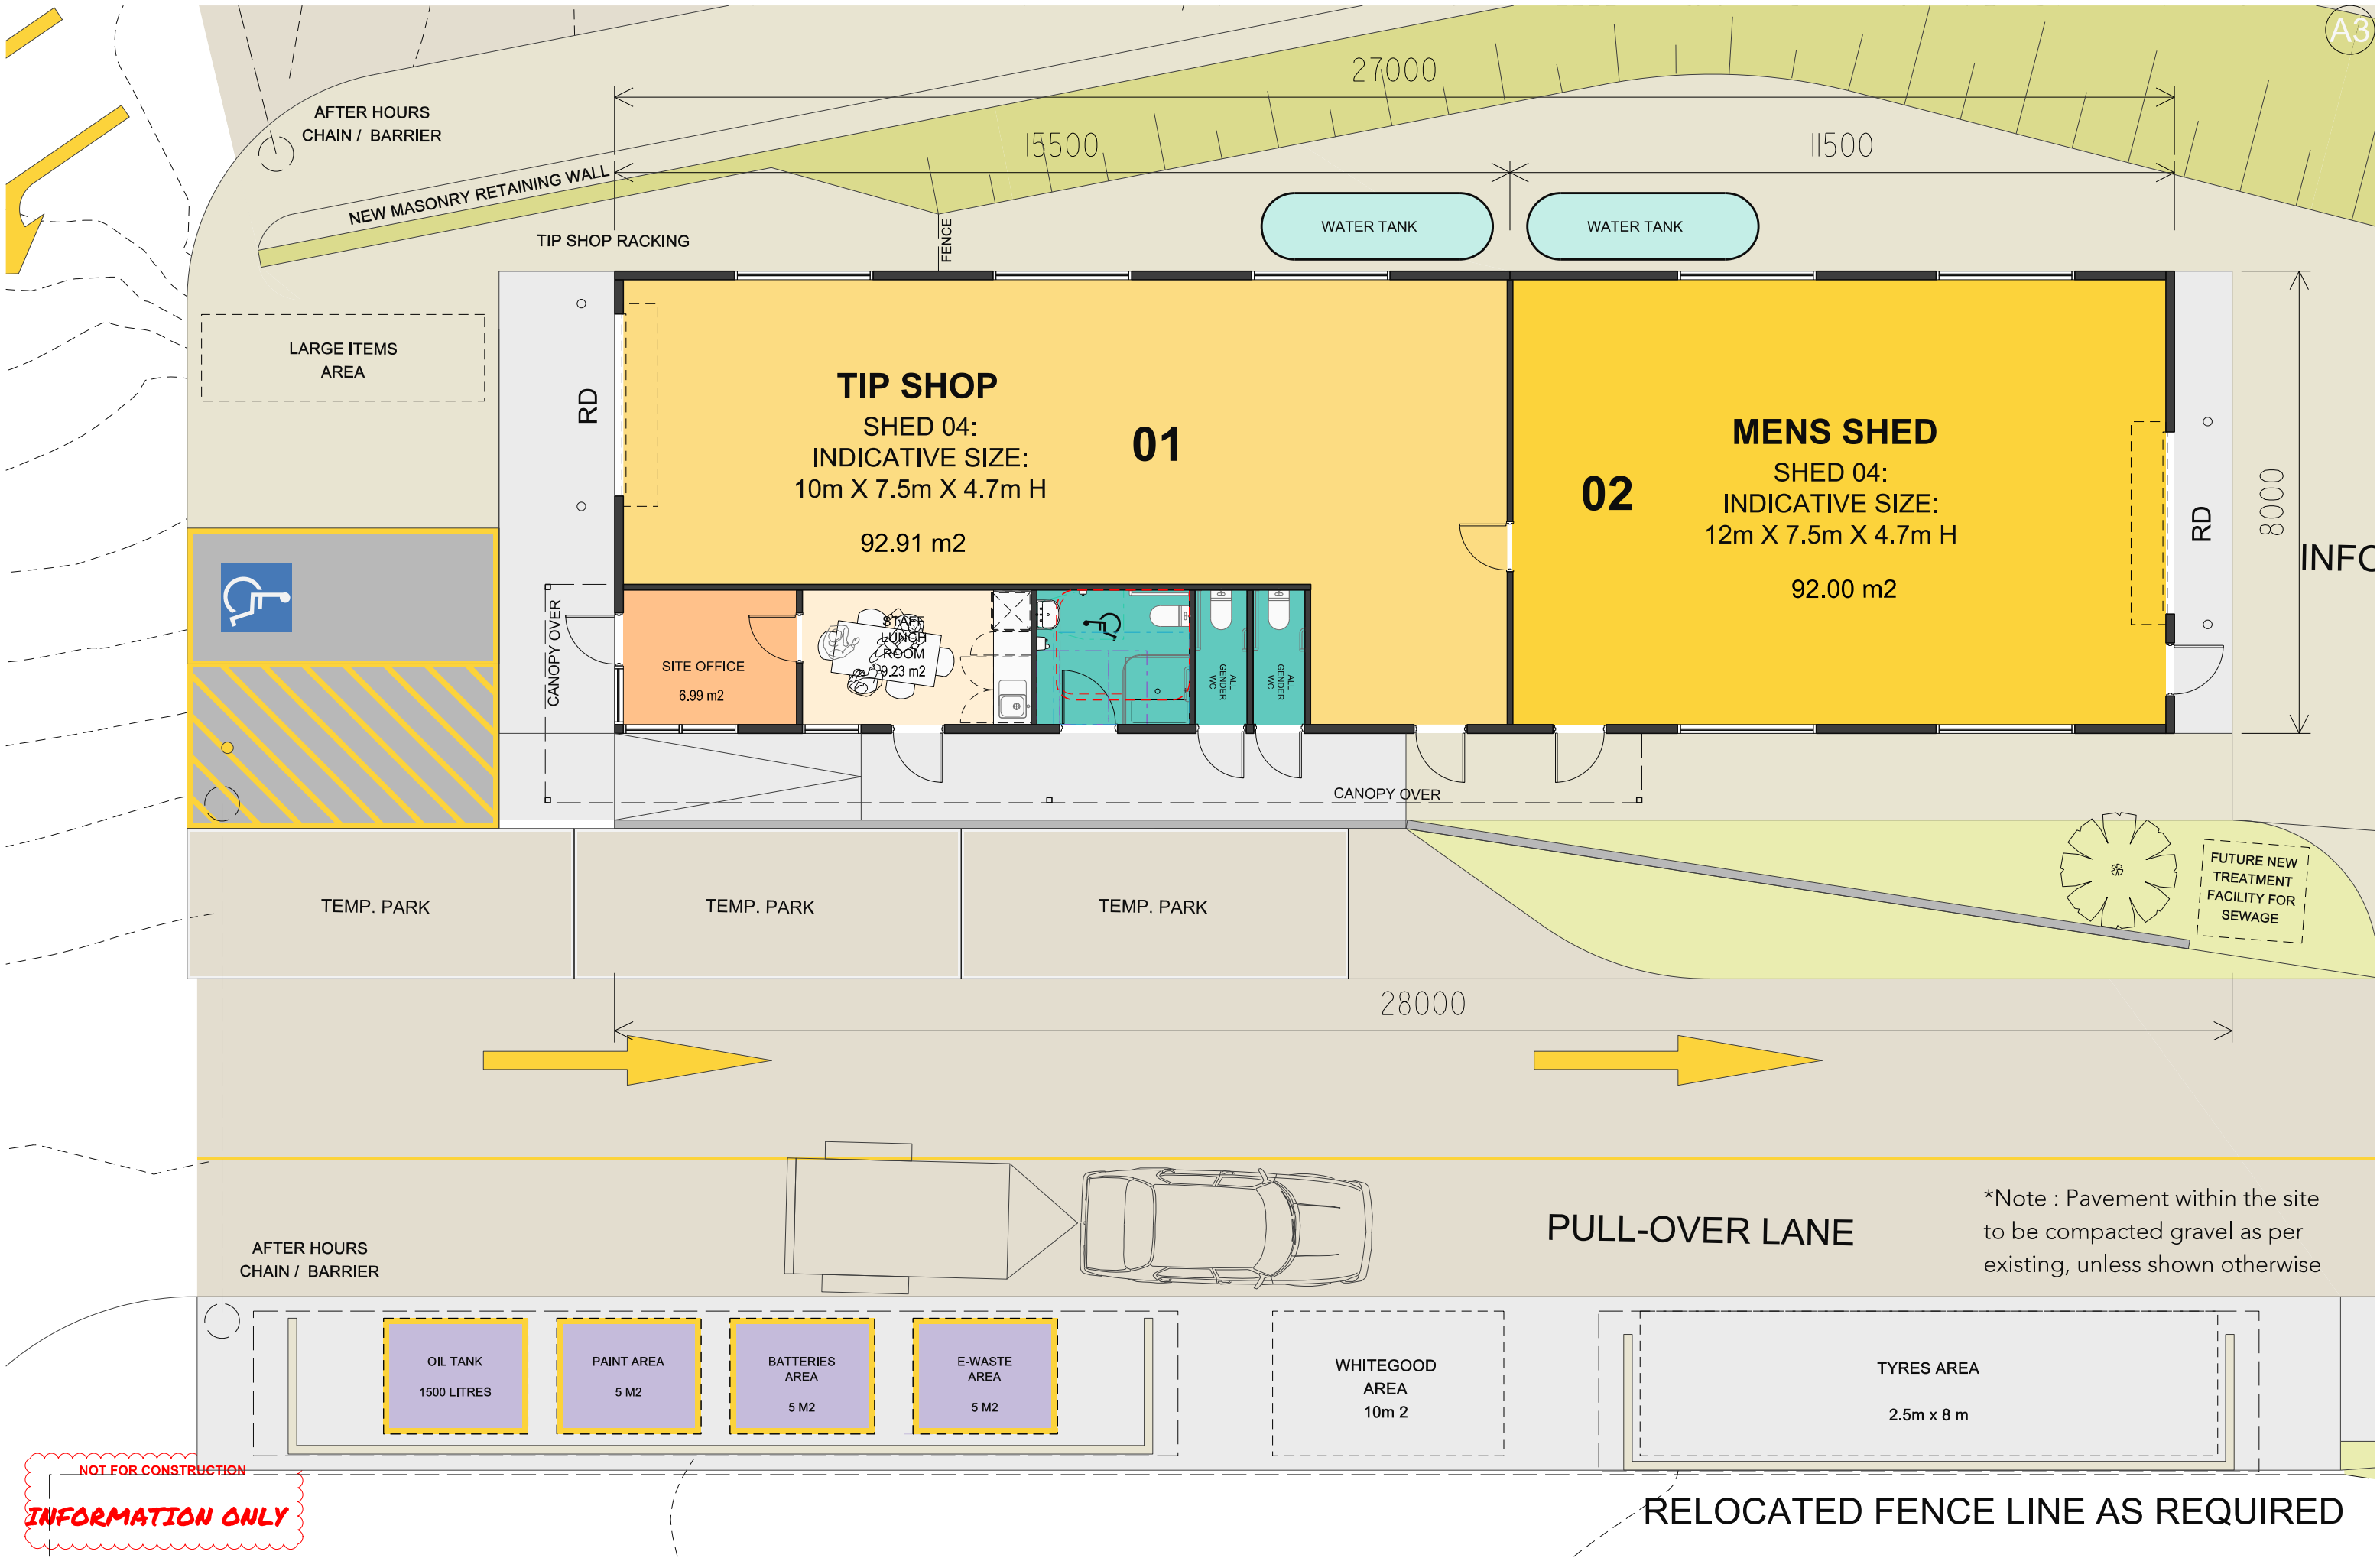 A3
27000
AFTER HOURS
CHAIN / BARRIER
15500
11500
NEW MASONRY RETAINING WALL
WATER TANK
WATER TANK
TIP SHOP RACKING
FENCE
LARGE ITEMS
AREA
RD
TIP SHOP
SHED 04:
INDICATIVE SIZE:
10m X 7.5m X 4.7m H
92.91 m2
01
MENS SHED
SHED 04:
INDICATIVE SIZE:
12m X 7.5m X 4.7m H
92.00 m2
02
RD
8000
INFO
CANOPY OVER
SITE OFFICE
6.99 m2
STAFF
LUNCH
ROOM
9.23 m2
ALL
GENDER
WC
ALL
GENDER
WC
CANOPY OVER
TEMP. PARK
TEMP. PARK
TEMP. PARK
FUTURE NEW
TREATMENT
FACILITY FOR
SEWAGE
28000
PULL-OVER LANE
*Note : Pavement within the site
to be compacted gravel as per
existing, unless shown otherwise
AFTER HOURS
CHAIN / BARRIER
OIL TANK
1500 LITRES
PAINT AREA
5 M2
BATTERIES
AREA
5 M2
E-WASTE
AREA
5 M2
WHITEGOOD
AREA
10m 2
TYRES AREA
2.5m x 8 m
NOT FOR CONSTRUCTION
INFORMATION ONLY
RELOCATED FENCE LINE AS REQUIRED